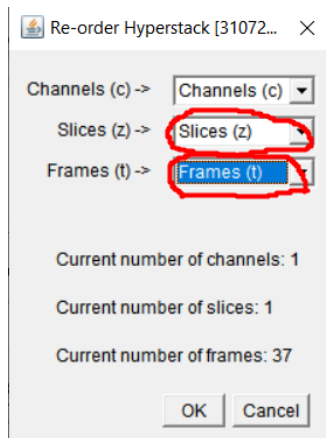 Re-order Hyperstack [31072...
Channels (c) -> Channels (c)
Slices (z) -> Slices (z)
Frames (t) -> Frames (t)
Current number of channels: 1
Current number of slices: 1
Current number of frames: 37
OK Cancel